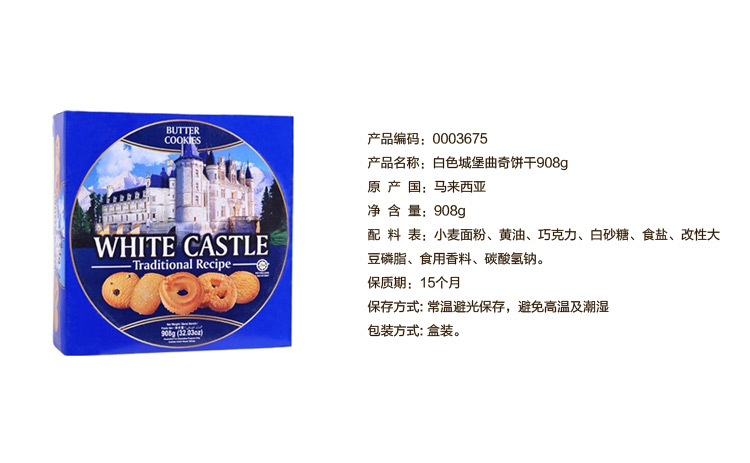 BUTTER
COOKIES
WHITE CASTLE
Traditional Recipe
908g (32.03oz)
产品编码：0003675
产品名称：白色城堡曲奇饼干908g
原 产 国：马来西亚
净 含 量：908g
配 料 表：小麦面粉、黄油、巧克力、白砂糖、食盐、改性大
豆磷脂、食用香料、碳酸氢钠。
保质期：15个月
保存方式: 常温避光保存，避免高温及潮湿
包装方式: 盒装。